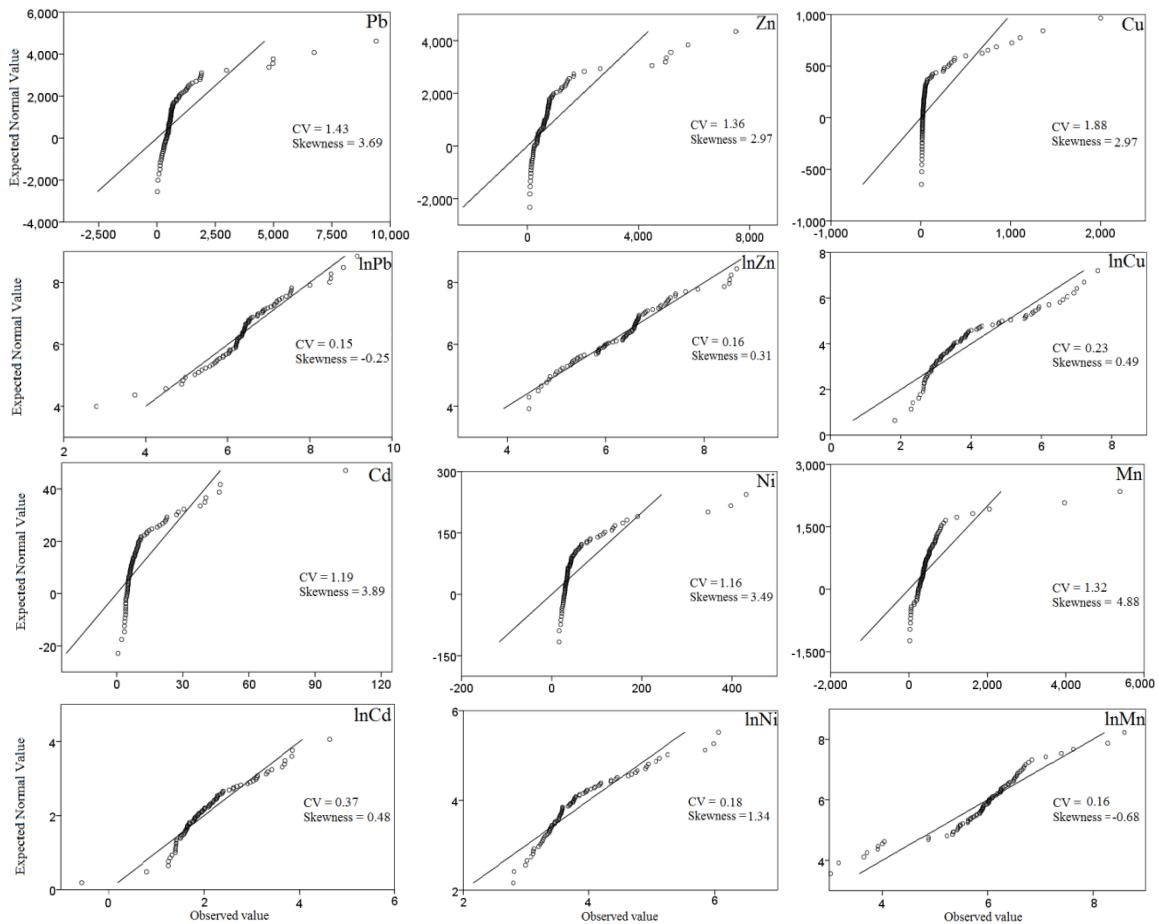 Pb
Expected Normal Value
6,000
4,000
2,000
0
-2,000
-4,000
CV = 1.43
Skewness = 3.69
-2,500 0 2,500 5,000 7,500 10,000
Zn
4,000
2,000
0
-2,000
CV = 1.36
Skewness = 2.97
0 4,000 8,000
Cu
1,000
500
0
-500
-1,000
CV = 1.88
Skewness = 2.97
-1,000 0 1,000 2,000
lnPb
Expected Normal Value
8
6
4
CV = 0.15
Skewness = -0.25
2 4 6 8 10
lnZn
8
6
4
CV = 0.16
Skewness = 0.31
4 6 8
lnCu
8
6
4
2
0
CV = 0.23
Skewness = 0.49
0 2 4 6 8
Cd
Expected Normal Value
40
20
0
-20
CV = 1.19
Skewness = 3.89
0 30 60 90 120
Ni
300
150
0
-150
CV = 1.16
Skewness = 3.49
-200 0 200 400
Mn
3,000
1,500
0
-1,500
CV = 1.32
Skewness = 4.88
-2,000 0 2,000 4,000 6,000
lnCd
Expected Normal Value
4
2
0
CV = 0.37
Skewness = 0.48
0 2 4 6
Observed value
lnNi
6
4
2
CV = 0.18
Skewness = 1.34
2 4 6
Observed value
lnMn
8
6
4
CV = 0.16
Skewness =-0.68
4 6 8
Observed value